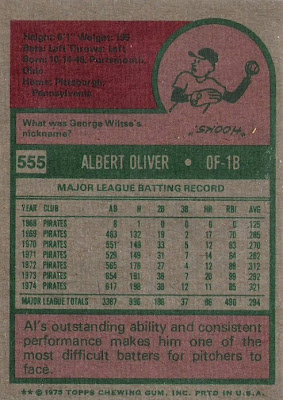 Height: 6'1" Weight: 195
Bats: Left Throws: Left
Born: 10-14-46, Portsmouth,
Ohio
Home: Pittsburgh,
Pennsylvania
What was George Wiltse's
nickname?
"HOOKS"
555 ALBERT OLIVER • OF-1B
MAJOR LEAGUE BATTING RECORD
YEAR CLUB AB H 2B 3B HR RBI AVG
1968 PIRATES 8 1 0 0 0 0 .125
1969 PIRATES 463 132 19 2 17 70 .285
1970 PIRATES 551 149 33 5 12 83 .270
1971 PIRATES 529 149 31 7 14 64 .282
1972 PIRATES 565 176 27 4 12 89 .312
1973 PIRATES 654 191 38 7 20 99 .292
1974 PIRATES 617 198 38 12 11 85 .321
MAJOR LEAGUE TOTALS 3387 996 186 37 86 490 .294
Al's outstanding ability and consistent
performance makes him one of the
most difficult batters for pitchers to
face.
★★ © 1975 TOPPS CHEWING GUM, INC. PRTD IN U.S.A.